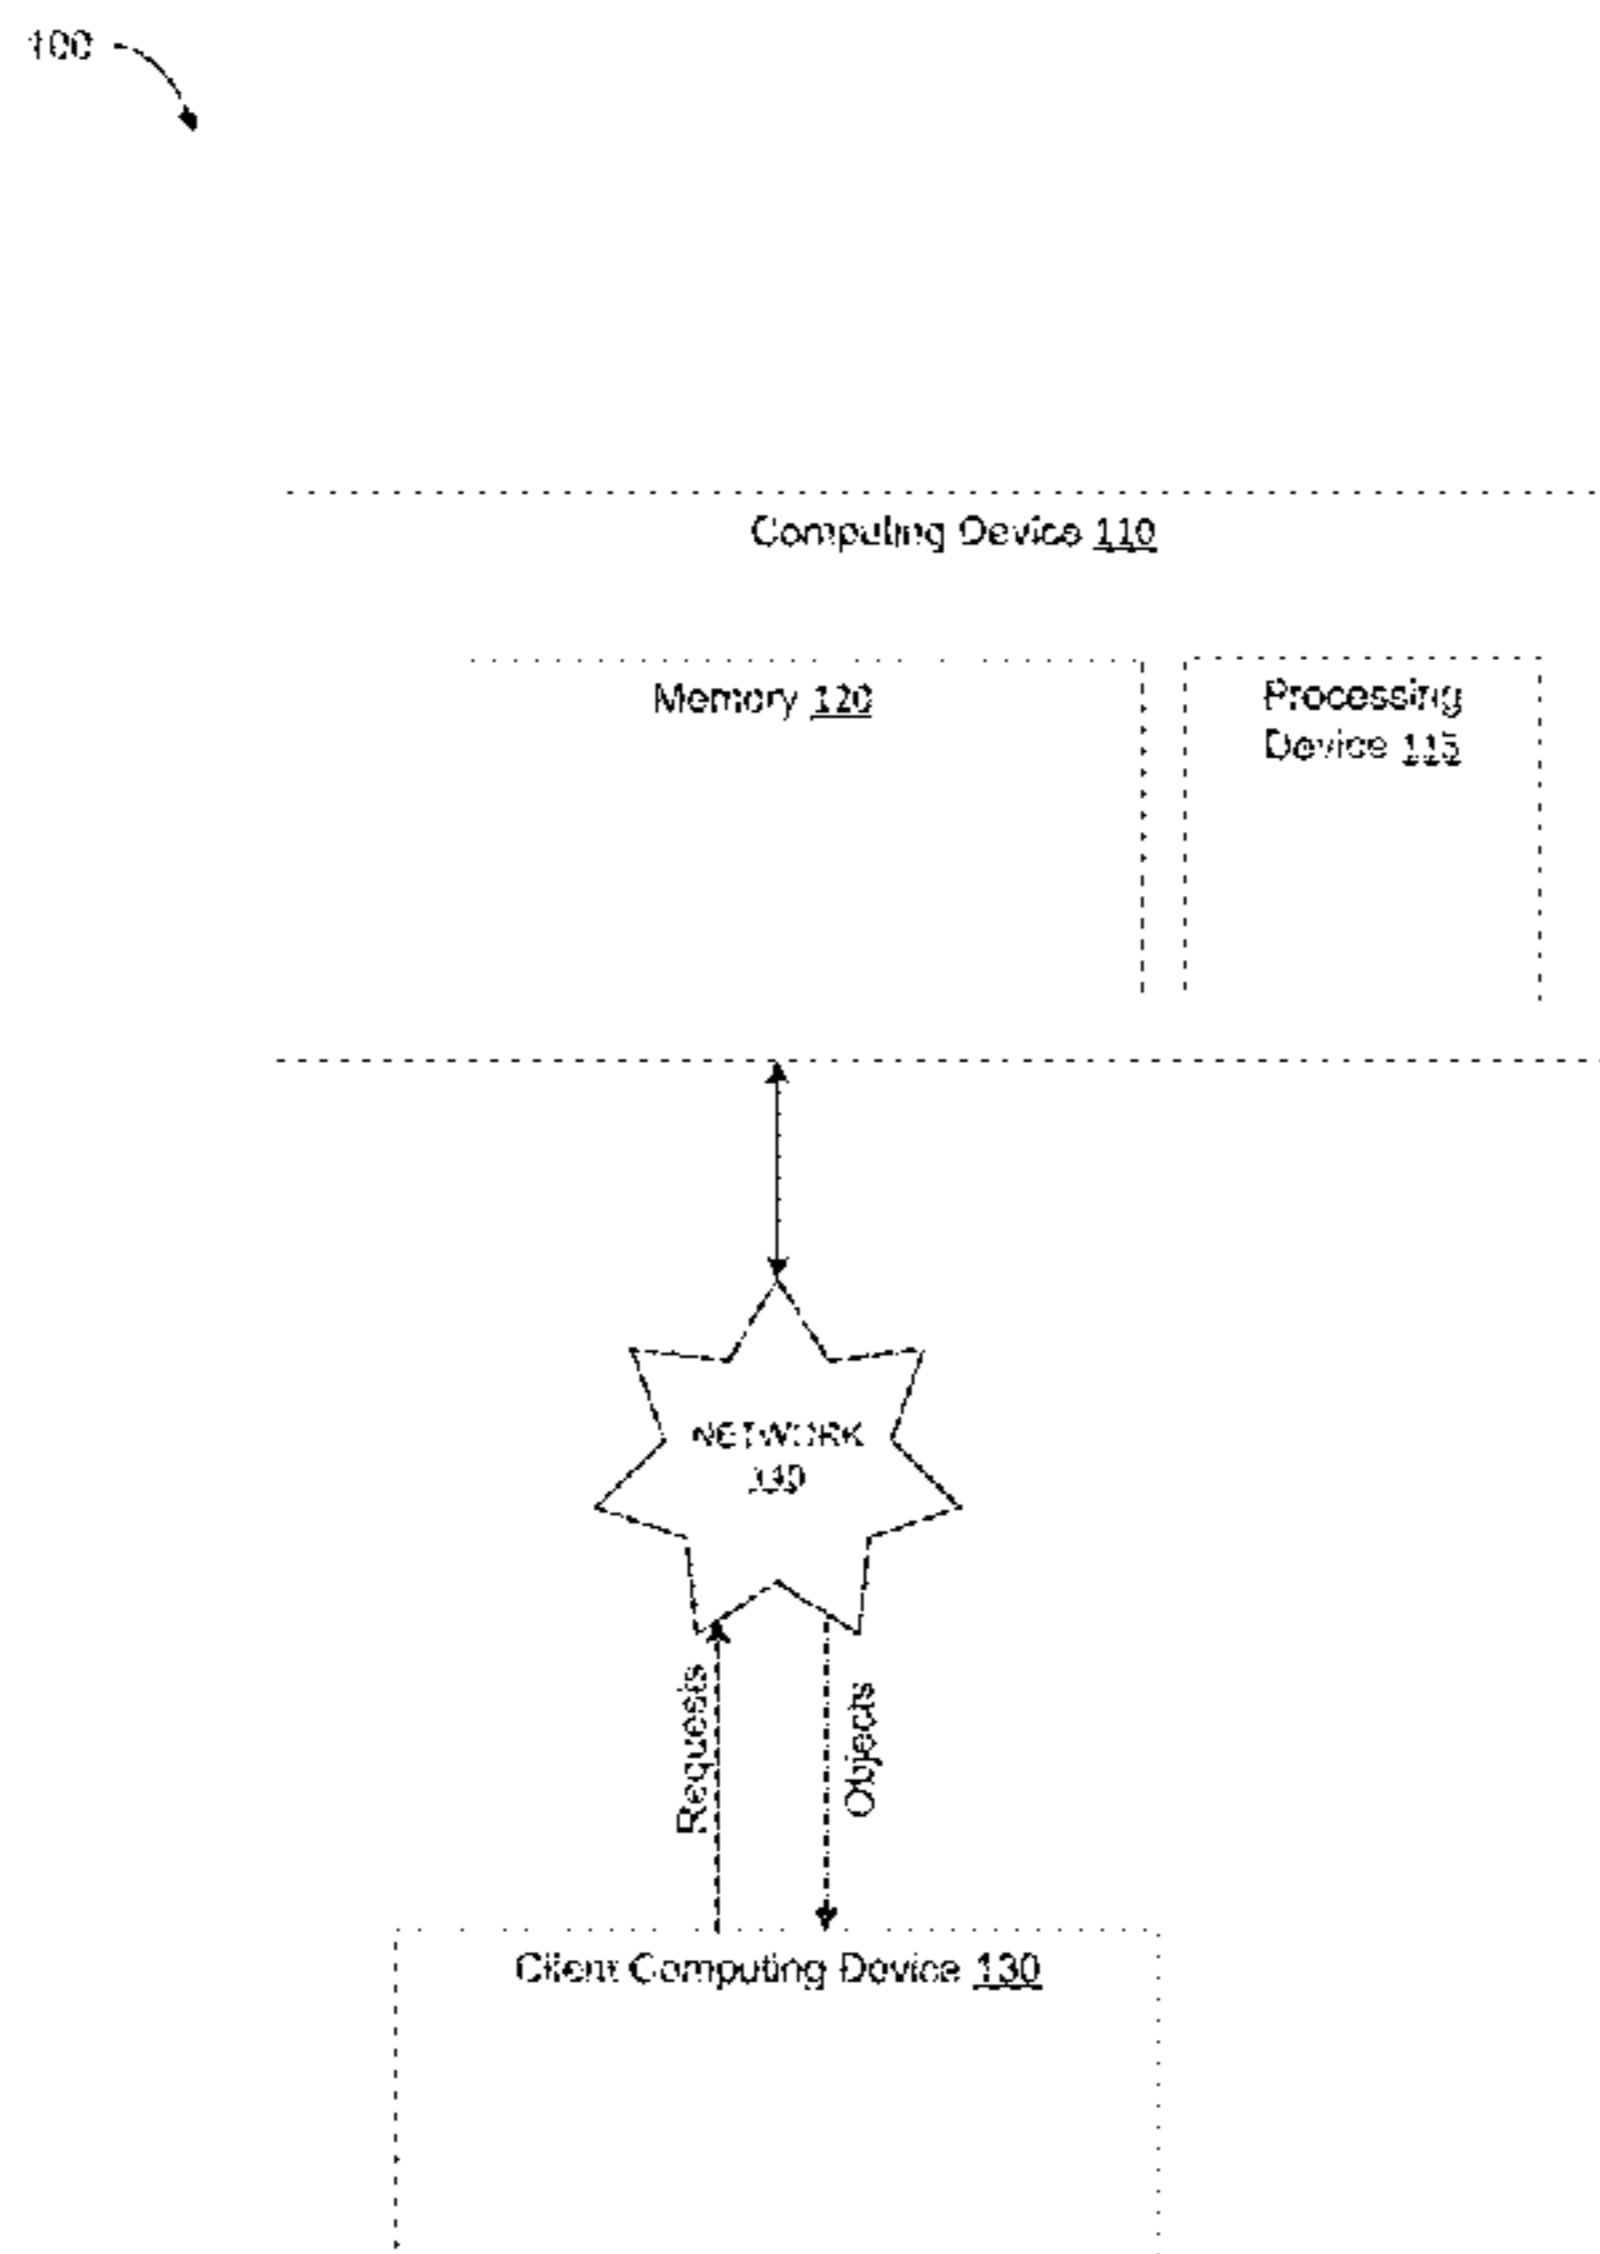 100
Computing Device 110
Memory 120
Processing
Device 115
NETWORK
140
Requests
Objects
Client Computing Device 130